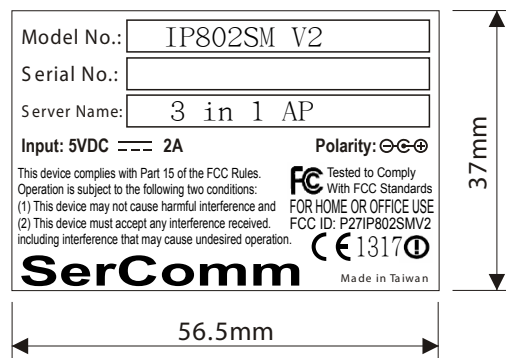 Model No.: IP802SM V2
Serial No.:
Server Name: 3 in 1 AP
Input: 5VDC 2A Polarity:
This device complies with Part 15 of the FCC Rules.
Operation is subject to the following two conditions:
(1) This device may not cause harmful interference and
(2) This device must accept any interference received.
including interference that may cause undesired operation.
FC Tested to Comply
With FCC Standards
FOR HOME OR OFFICE USE
FCC ID: P27IP802SMV2
CE1317
SerComm
Made in Taiwan
37mm
56.5mm